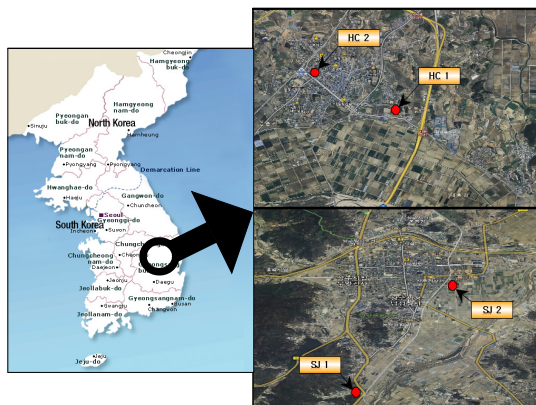 Cheongjin
Hamgyeong
buk-do
Hamgyeong
nam-do
Pyeongan
buk-do
Sinuju
North Korea
Hamheung
Pyeongan
nam-do
Pyongyang
Pyongyang
Demarcation Line
Hwanghae-do
Haeju
Gangwon-do
Chuncheon
Seoul
Gyeonggi-do
South Korea
Incheon
Suwon
Chungcheong
nam-do
Daejeon
Jeonju
Daegu
Jeollabuk-do
Gyeongsangnam-do
Gwangju
Busan
Changwon
Jeollanam-do
Jeju
Jeju-do
HC 2
HC 1
SJ 2
SJ 1